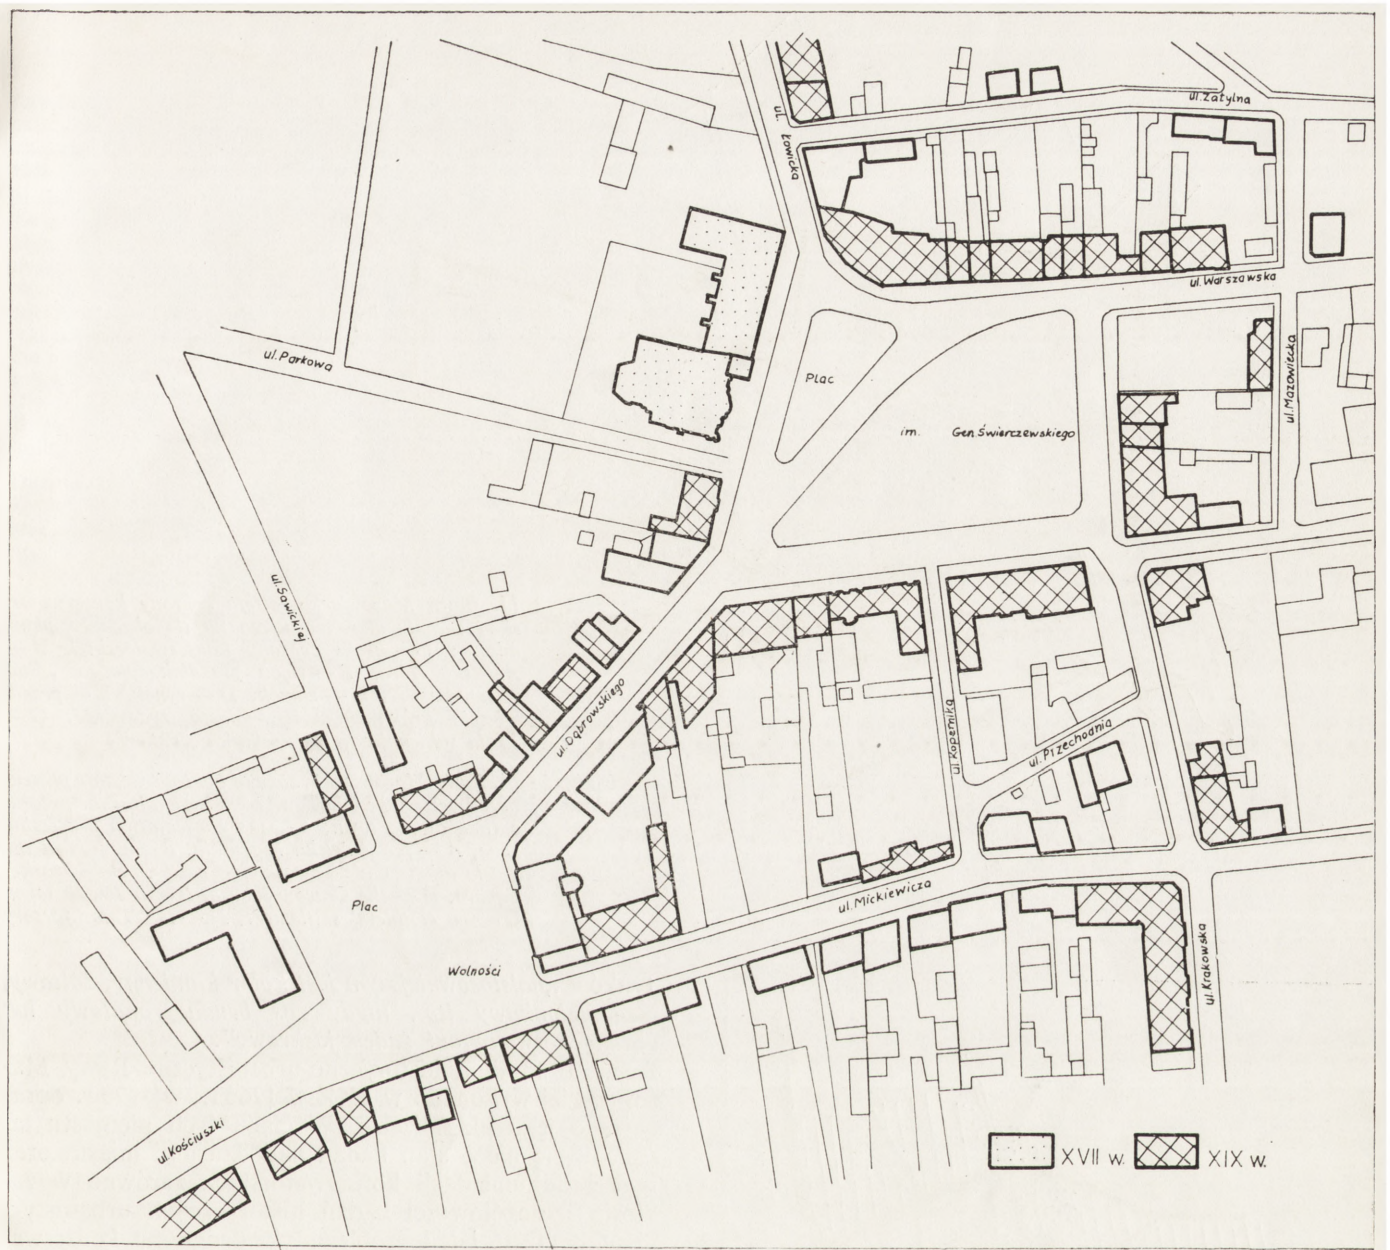 ul. Zatylna
ul. Łowicka
ul. Warszawska
ul. Parkowa
Plac
im. Gen. Świerczewskiego
ul. Mazowiecka
ul. Sawickiej
ul. Dąbrowskiego
ul. Kopernika
ul. Przechodnia
ul. Mickiewicza
Plac
Wolności
ul. Krakowska
ul. Kościuszki
XVII w. XIX w.